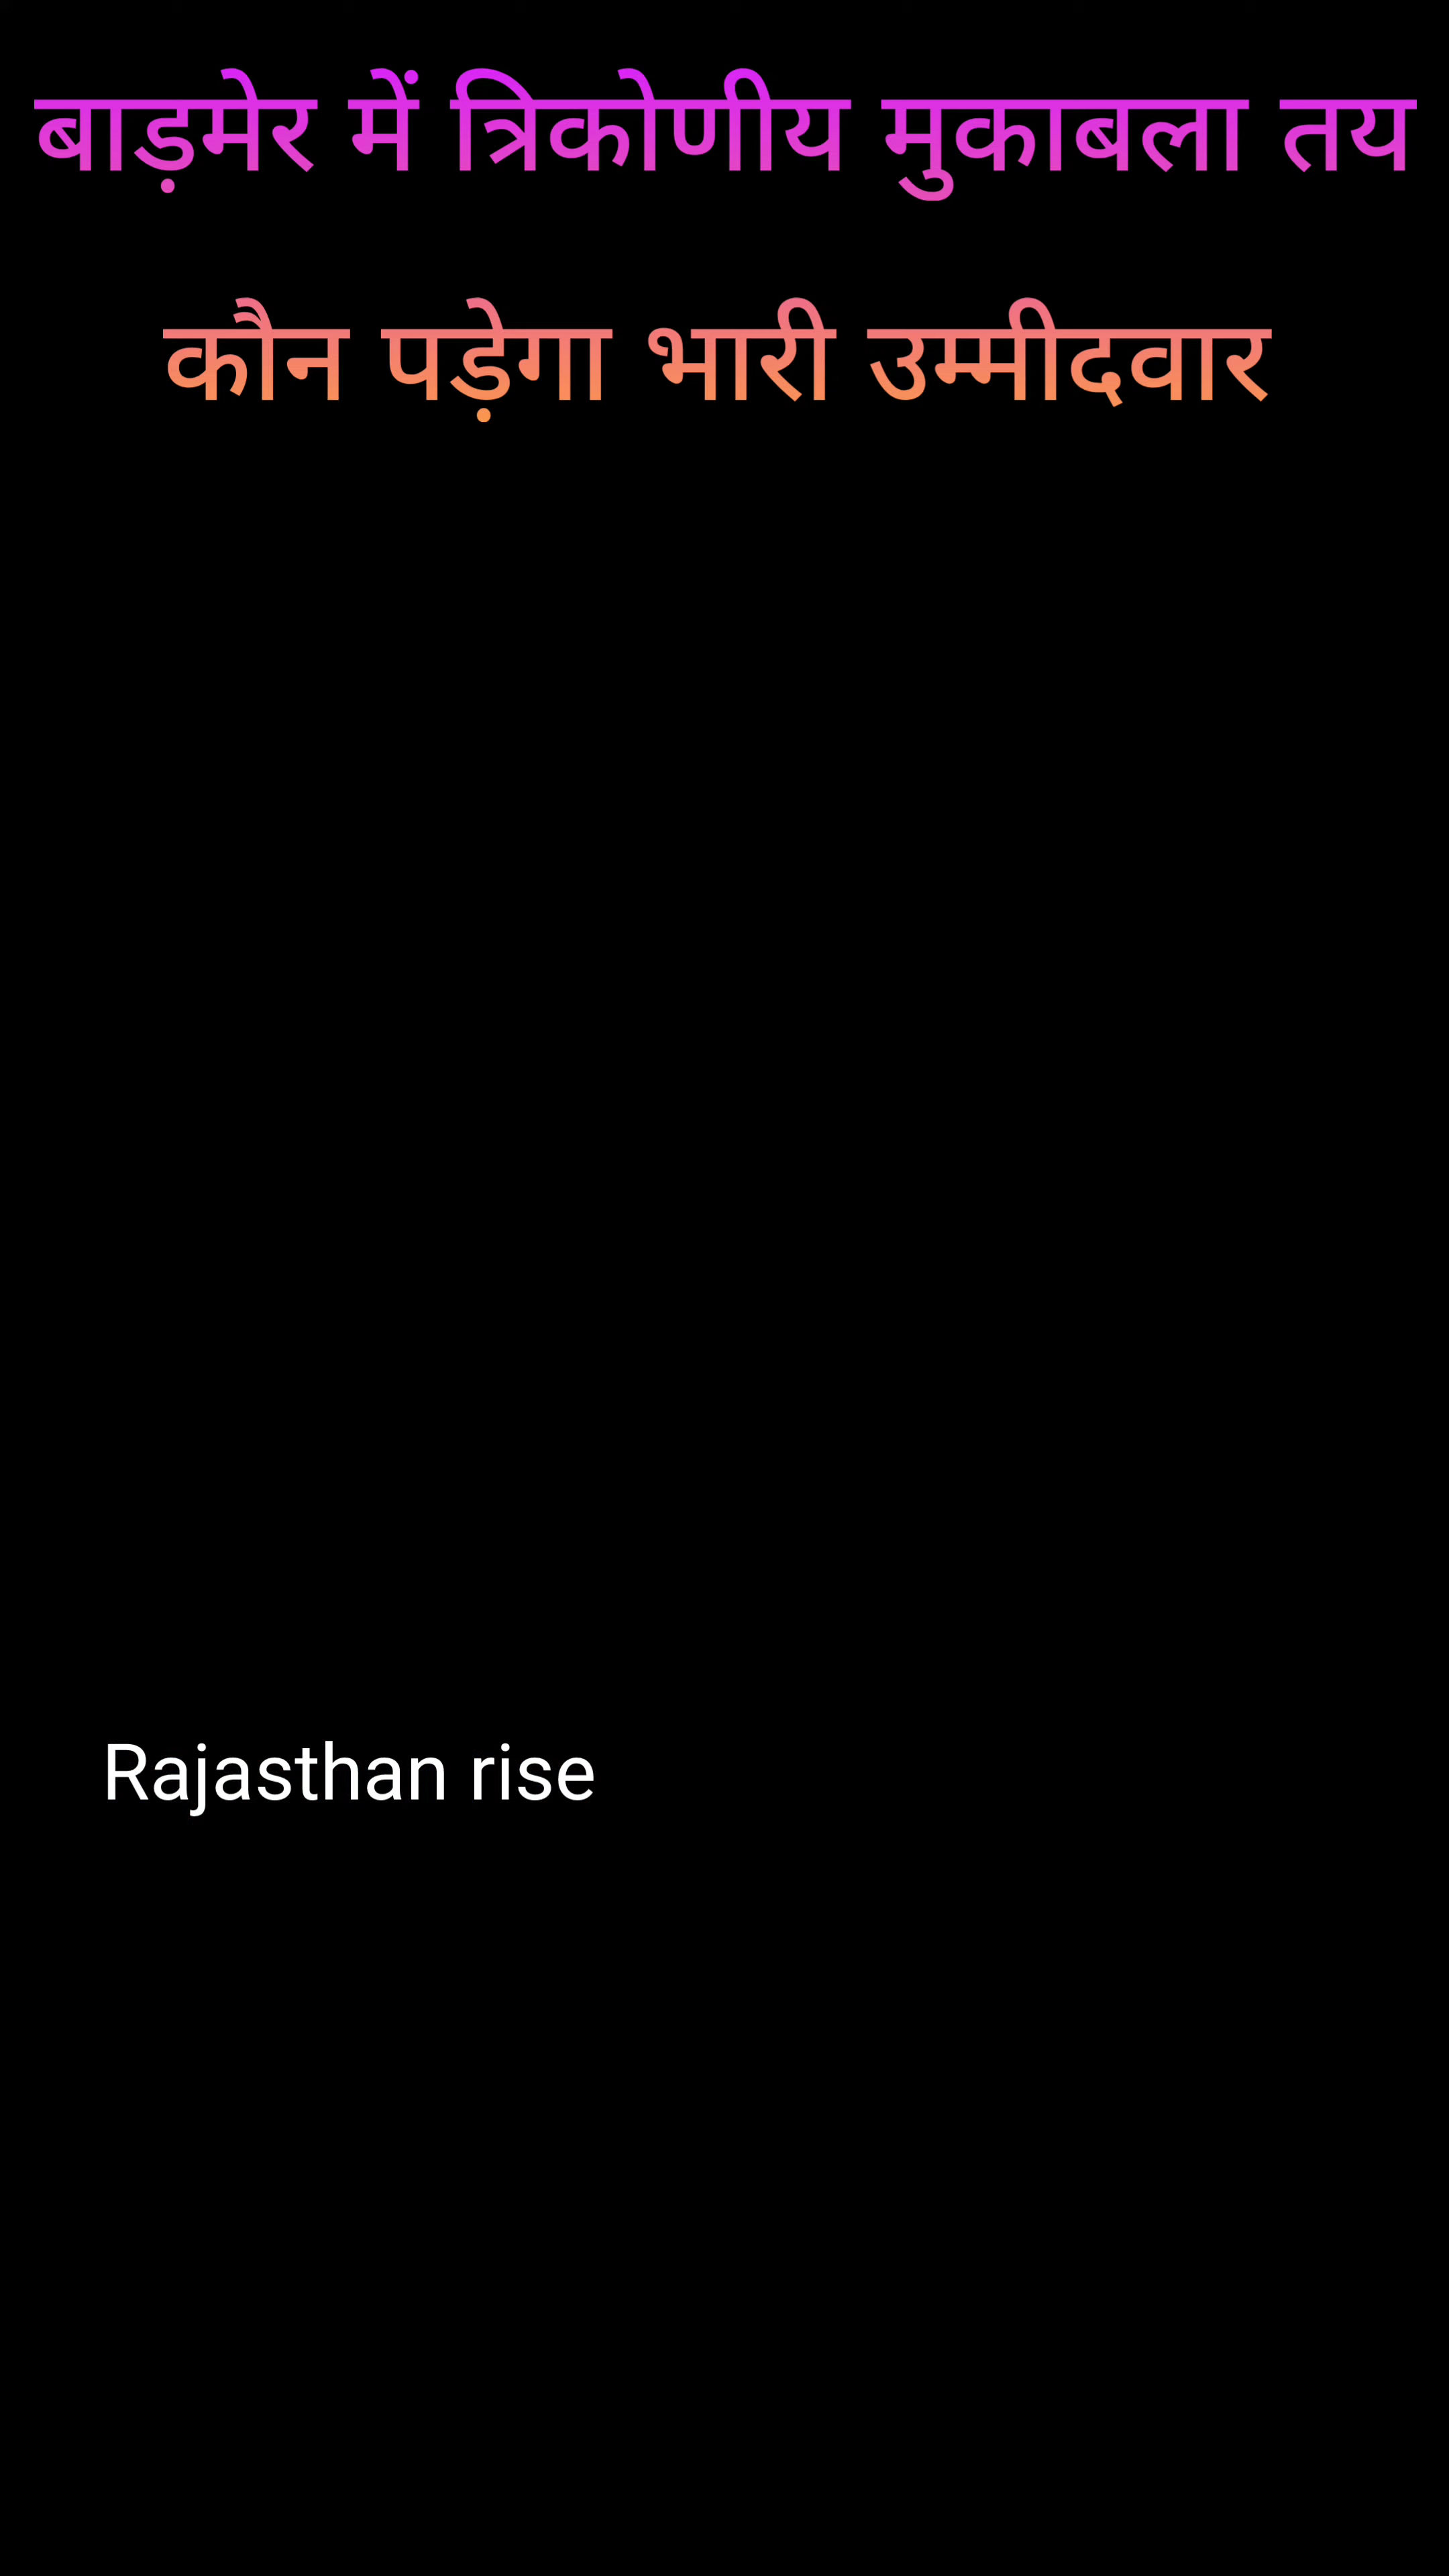 बाड़मेर में त्रिकोणीय मुकाबला तय
कौन पड़ेगा भारी उम्मीदवार
Rajasthan rise